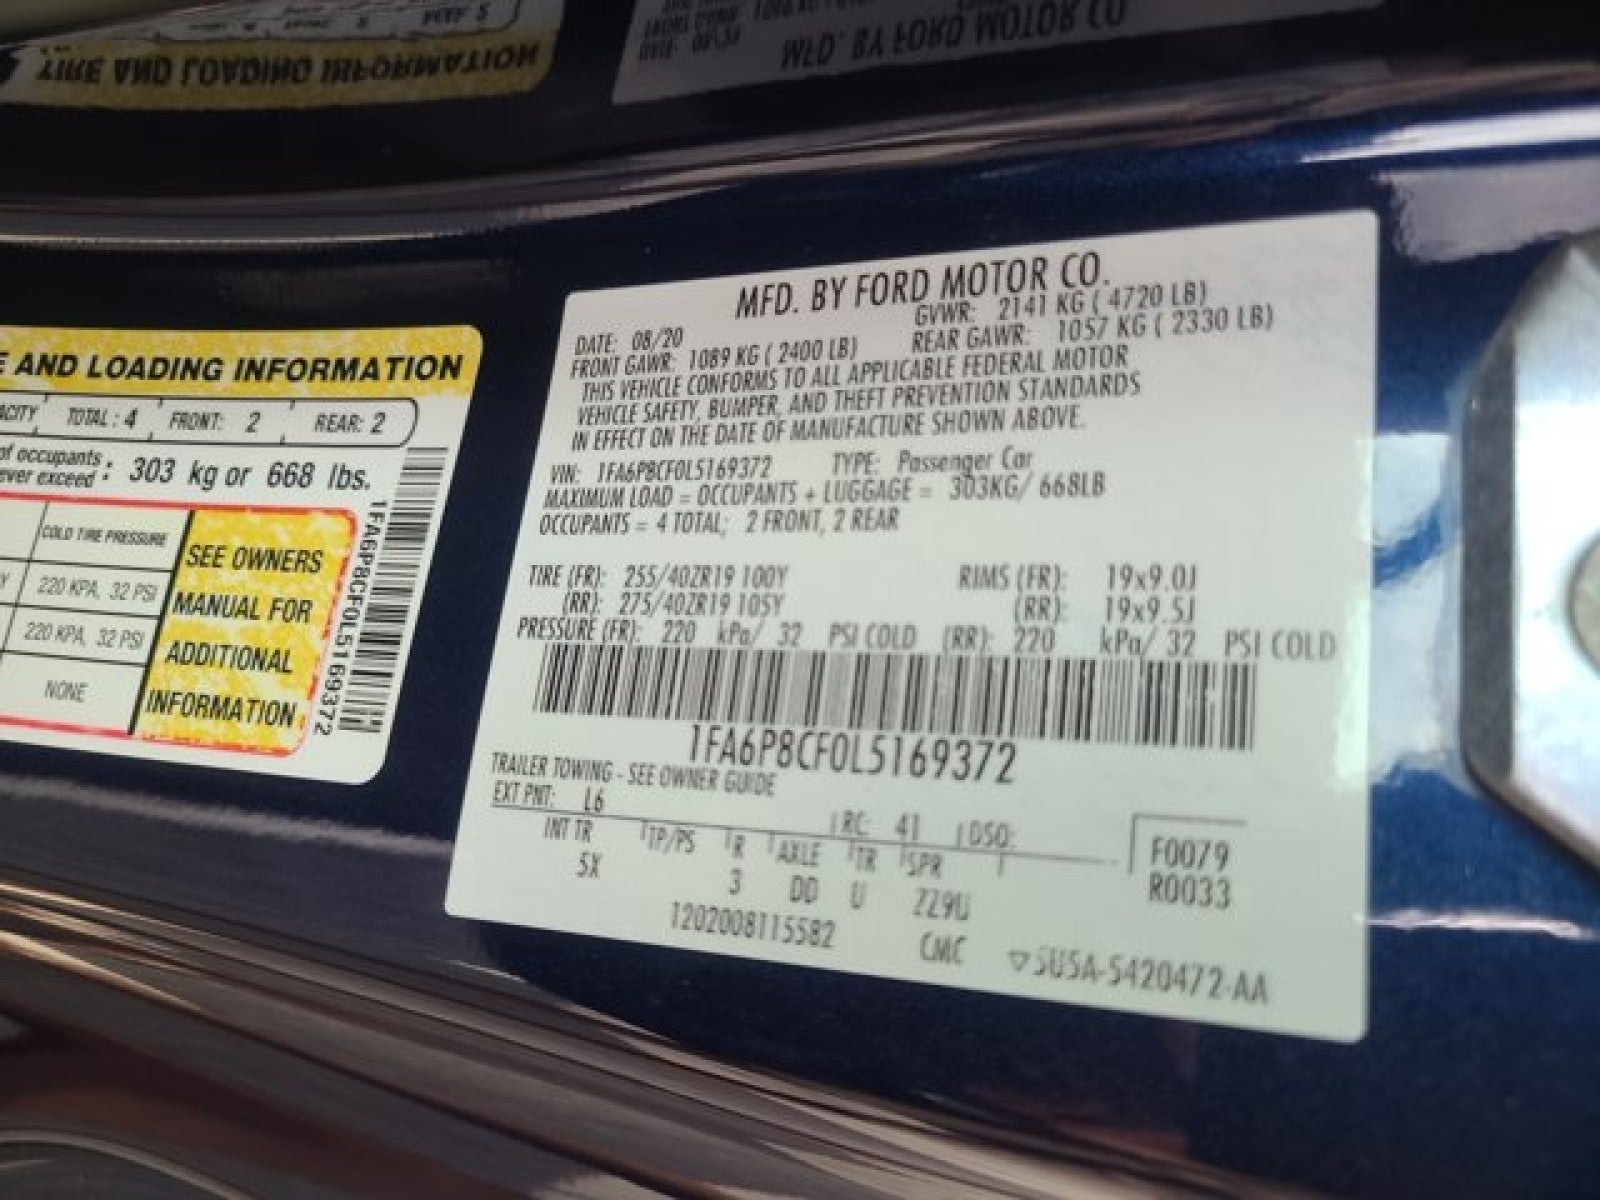 TIRE AND LOADING INFORMATION
MFD. BY FORD MOTOR CO
E AND LOADING INFORMATION
ACITY TOTAL: 4 FRONT: 2 REAR: 2
of occupants
ever exceed : 303 kg or 668 lbs.
COLD TIRE PRESSURE
Y 220 KPA, 32 PSI
220 KPA, 32 PSI
NONE
SEE OWNERS
MANUAL FOR
ADDITIONAL
INFORMATION
1FA6P8CF0L5169372
MFD. BY FORD MOTOR CO.
DATE: 08/20 GVWR: 2141 KG ( 4720 LB)
FRONT GAWR: 1089 KG ( 2400 LB) REAR GAWR: 1057 KG ( 2330 LB)
THIS VEHICLE CONFORMS TO ALL APPLICABLE FEDERAL MOTOR
VEHICLE SAFETY, BUMPER, AND THEFT PREVENTION STANDARDS
IN EFFECT ON THE DATE OF MANUFACTURE SHOWN ABOVE.
VIN: 1FA6P8CF0L5169372 TYPE: Passenger Car
MAXIMUM LOAD = OCCUPANTS + LUGGAGE = 303KG/ 668LB
OCCUPANTS = 4 TOTAL; 2 FRONT, 2 REAR
TIRE (FR): 255/40ZR19 100Y RIMS (FR): 19x9.0J
(RR): 275/40ZR19 105Y (RR): 19x9.5J
PRESSURE (FR): 220 kPa/ 32 PSI COLD (RR): 220 kPa/ 32 PSI COLD
1FA6P8CF0L5169372
TRAILER TOWING - SEE OWNER GUIDE
EXT PNT: L6 RC: 41 DSO:
INT TR TP/PS R AXLE TR SPR
5X 3 DD U ZZ9U
F0079
R0033
1202008115582 CMC ▽5U5A-5420472-AA